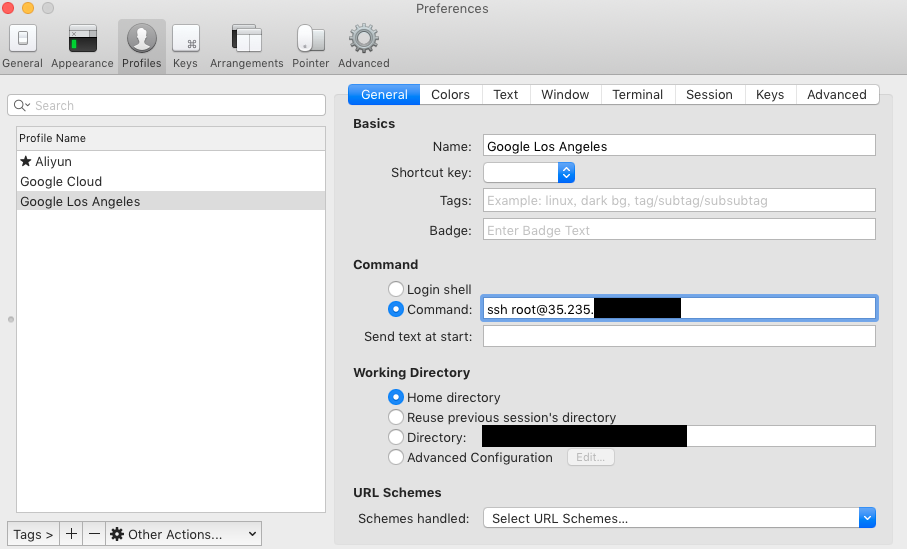 Preferences
General Appearance Profiles Keys Arrangements Pointer Advanced
Search
Profile Name
★ Aliyun
Google Cloud
Google Los Angeles
Tags > + − Other Actions...
General Colors Text Window Terminal Session Keys Advanced
Basics
Name: Google Los Angeles
Shortcut key:
Tags: Example: linux, dark bg, tag/subtag/subsubtag
Badge: Enter Badge Text
Command
Login shell
Command: ssh root@35.235.
Send text at start:
Working Directory
Home directory
Reuse previous session's directory
Directory:
Advanced Configuration Edit...
URL Schemes
Schemes handled: Select URL Schemes...